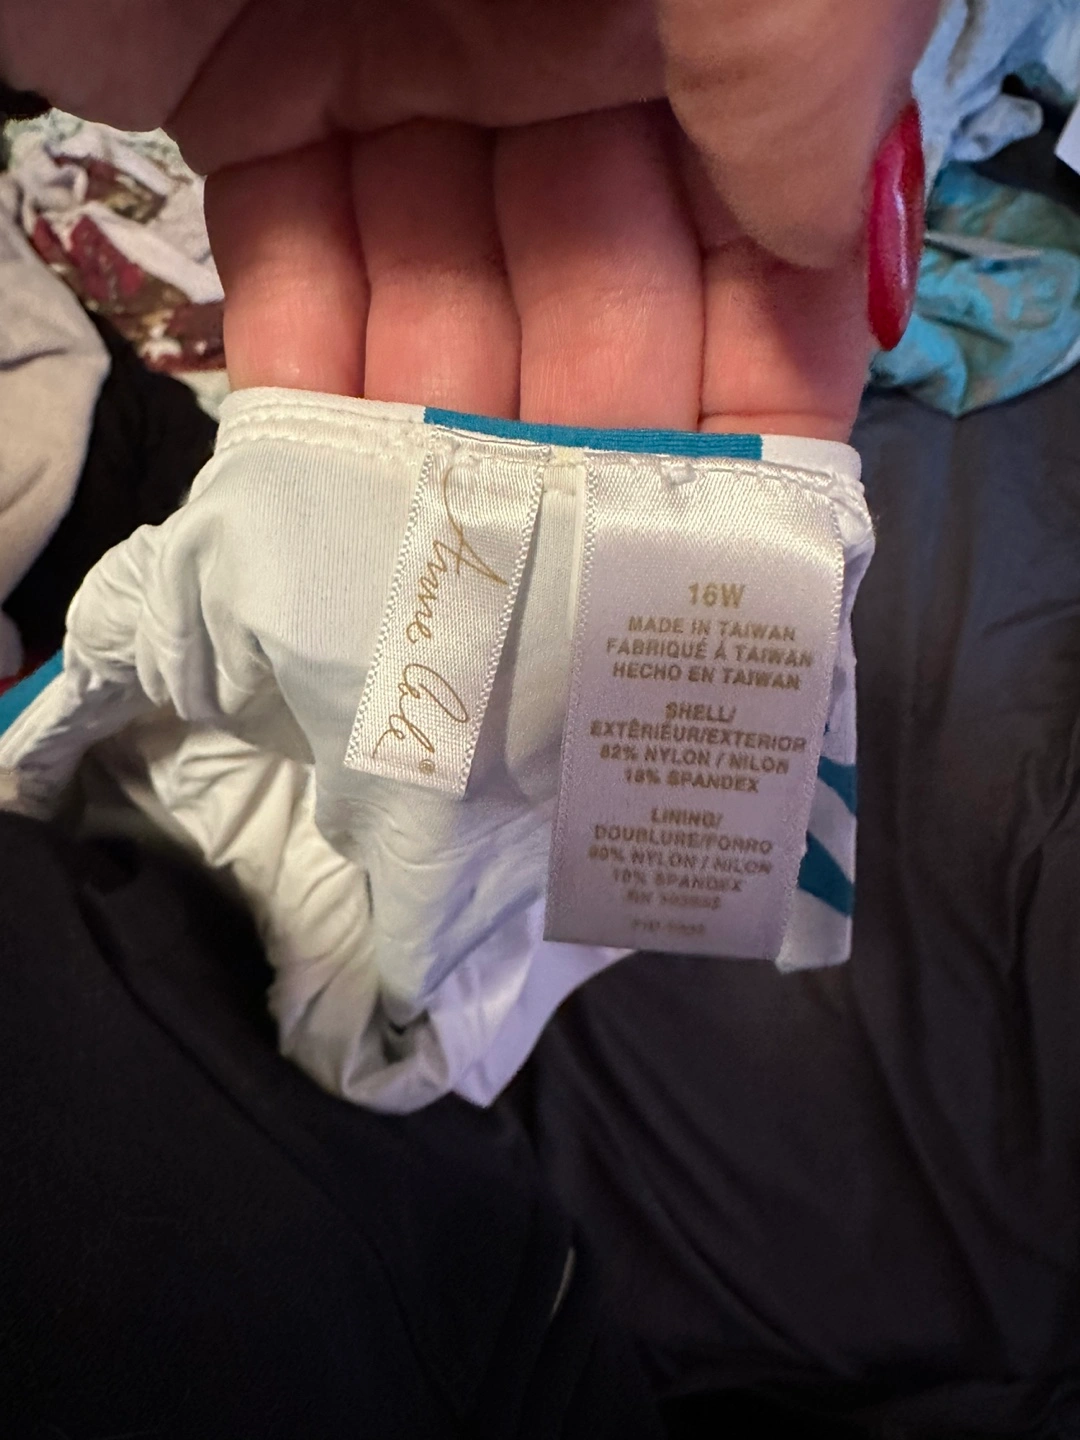 Anne Cole®
16W
MADE IN TAIWAN
FABRIQUÉ À TAIWAN
HECHO EN TAIWAN
SHELL/
EXTÉRIEUR/EXTERIOR
82% NYLON / NILON
18% SPANDEX
LINING/
DOUBLURE/FORRO
90% NYLON / NILON
10% SPANDEX
RN